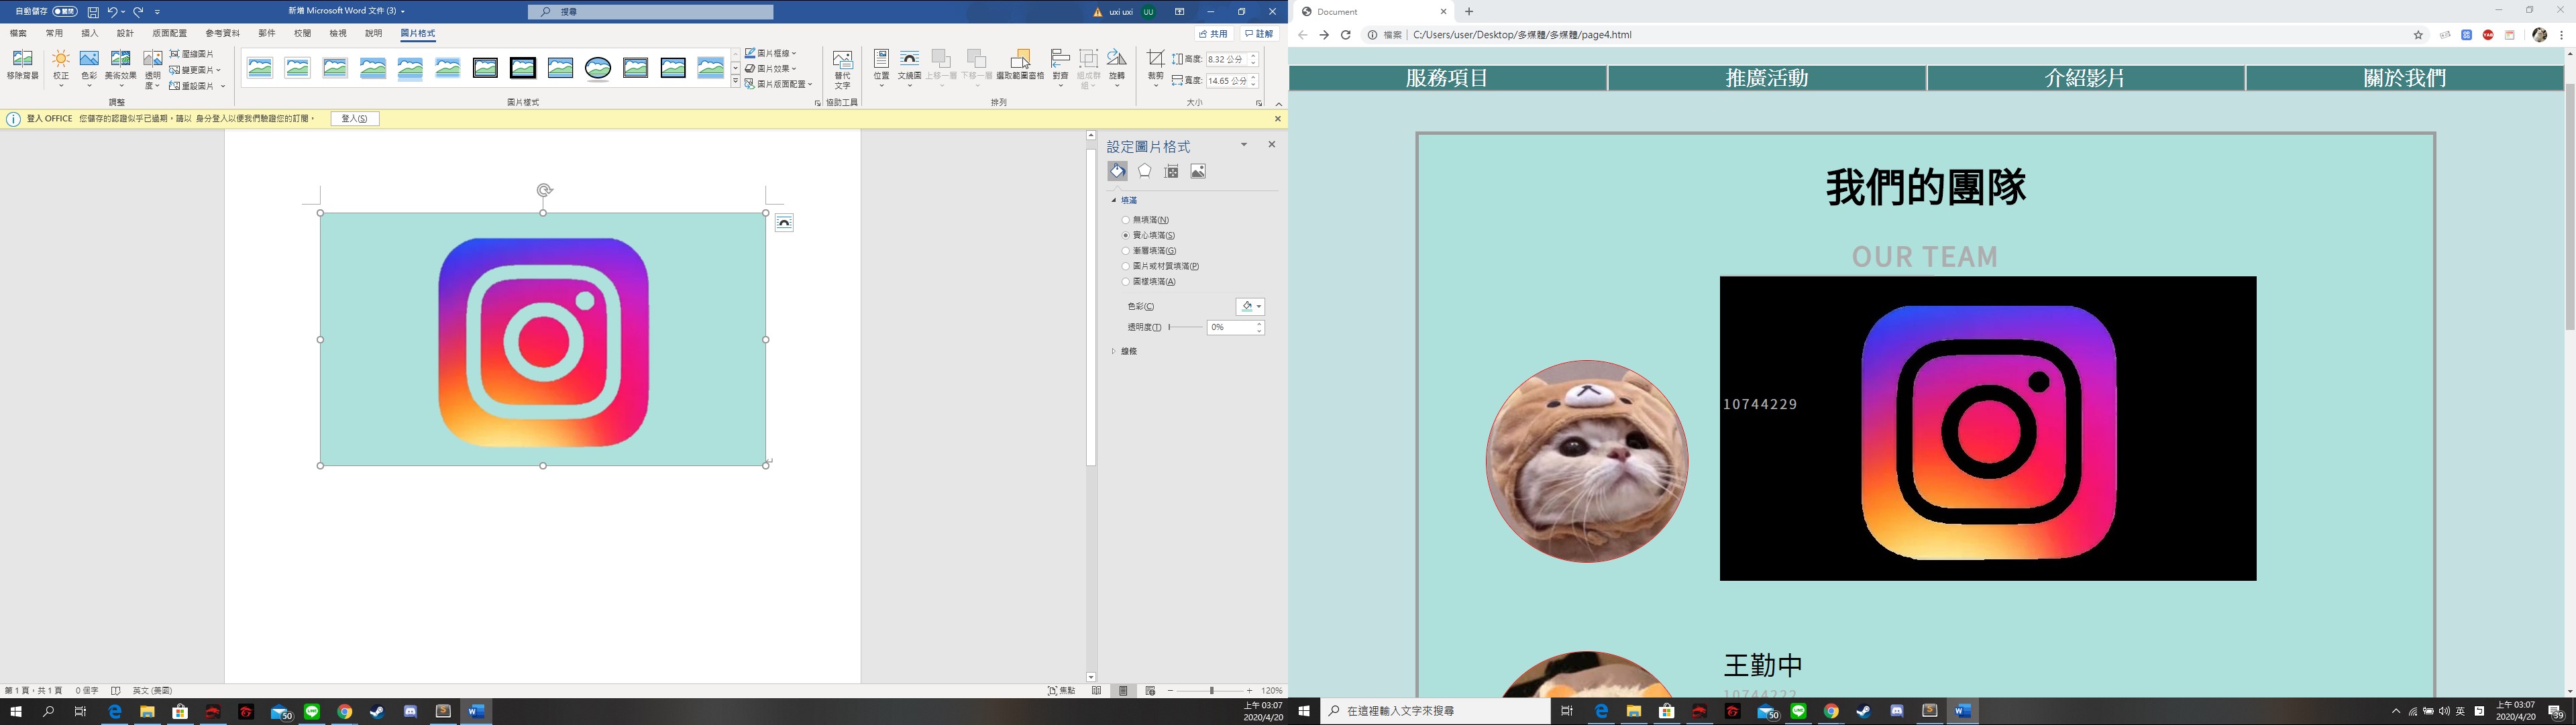 自動儲存 關閉
新增 Microsoft Word 文件 (3)
搜尋
uxi uxi UU
檔案 常用 插入 設計 版面配置 參考資料 郵件 校閱 檢視 說明 圖片格式
共用 註解
移除背景 校正 色彩 美術效果 透明度
壓縮圖片
變更圖片
重設圖片
調整
圖片樣式
圖片框線
圖片效果
圖片版面配置
替代文字
協助工具
位置 文繞圖 上移一層 下移一層 選取範圍窗格 對齊 組成群組 旋轉
排列
裁剪
高度: 8.32 公分
寬度: 14.65 公分
大小
登入 OFFICE 您儲存的認證似乎已過期，請以 身分登入以便我們驗證您的訂閱。
登入(S)
設定圖片格式
填滿
無填滿(N)
實心填滿(S)
漸層填滿(G)
圖片或材質填滿(P)
圖樣填滿(A)
色彩(C)
透明度(T) 0%
線條
第 1 頁，共 1 頁 0 個字 英文 (美國)
焦點 120%
50
上午 03:07
2020/4/20
Document
檔案 C:/Users/user/Desktop/多媒體/多媒體/page4.html
服務項目 推廣活動 介紹影片 關於我們
我們的團隊
OUR TEAM
10744229
王勤中
10744222
在這裡輸入文字來搜尋
50
英
上午 03:07
2020/4/20
39